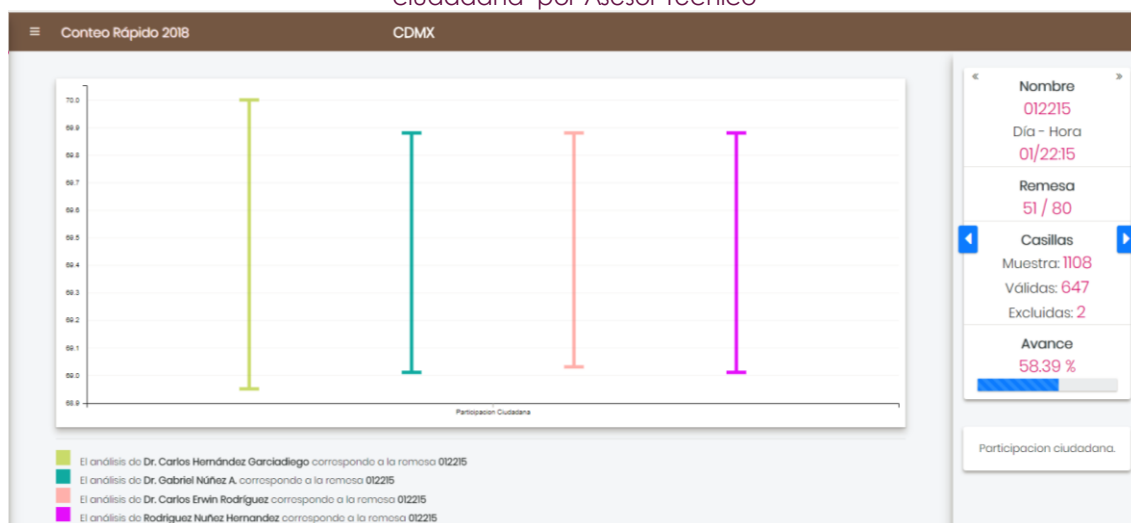 ciudadana por Asesor Técnico
≡ Conteo Rápido 2018 CDMX
70.0
69.9
69.8
69.7
69.6
69.5
69.4
69.3
69.2
69.1
69.0
68.9
Participacion Ciudadana
El análisis de Dr. Carlos Hernández Garciadiego corresponde a la remesa 012215
El análisis de Dr. Gabriel Núñez A. corresponde a la remesa 012215
El análisis de Dr. Carlos Erwin Rodríguez corresponde a la remesa 012215
El análisis de Rodriguez Nuñez Hernandez corresponde a la remesa 012215
« »
Nombre
012215
Día - Hora
01/22:15
Remesa
51 / 80
Casillas
Muestra: 1108
Válidas: 647
Excluidas: 2
Avance
58.39 %
Participacion ciudadana.